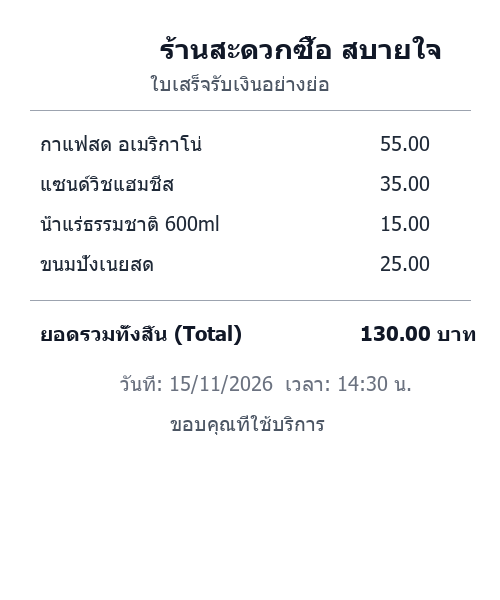 ร้านสะดวกซื้อ สบายใจ
ใบเสร็จรับเงินอย่างย่อ
กาแฟสด อเมริกาโน่ 55.00
แซนด์วิชแฮมชีส 35.00
น้ำแร่ธรรมชาติ 600ml 15.00
ขนมปังเนยสด 25.00
ยอดรวมทั้งสิ้น (Total) 130.00 บาท
วันที่: 15/11/2026 เวลา: 14:30 น.
ขอบคุณที่ใช้บริการ